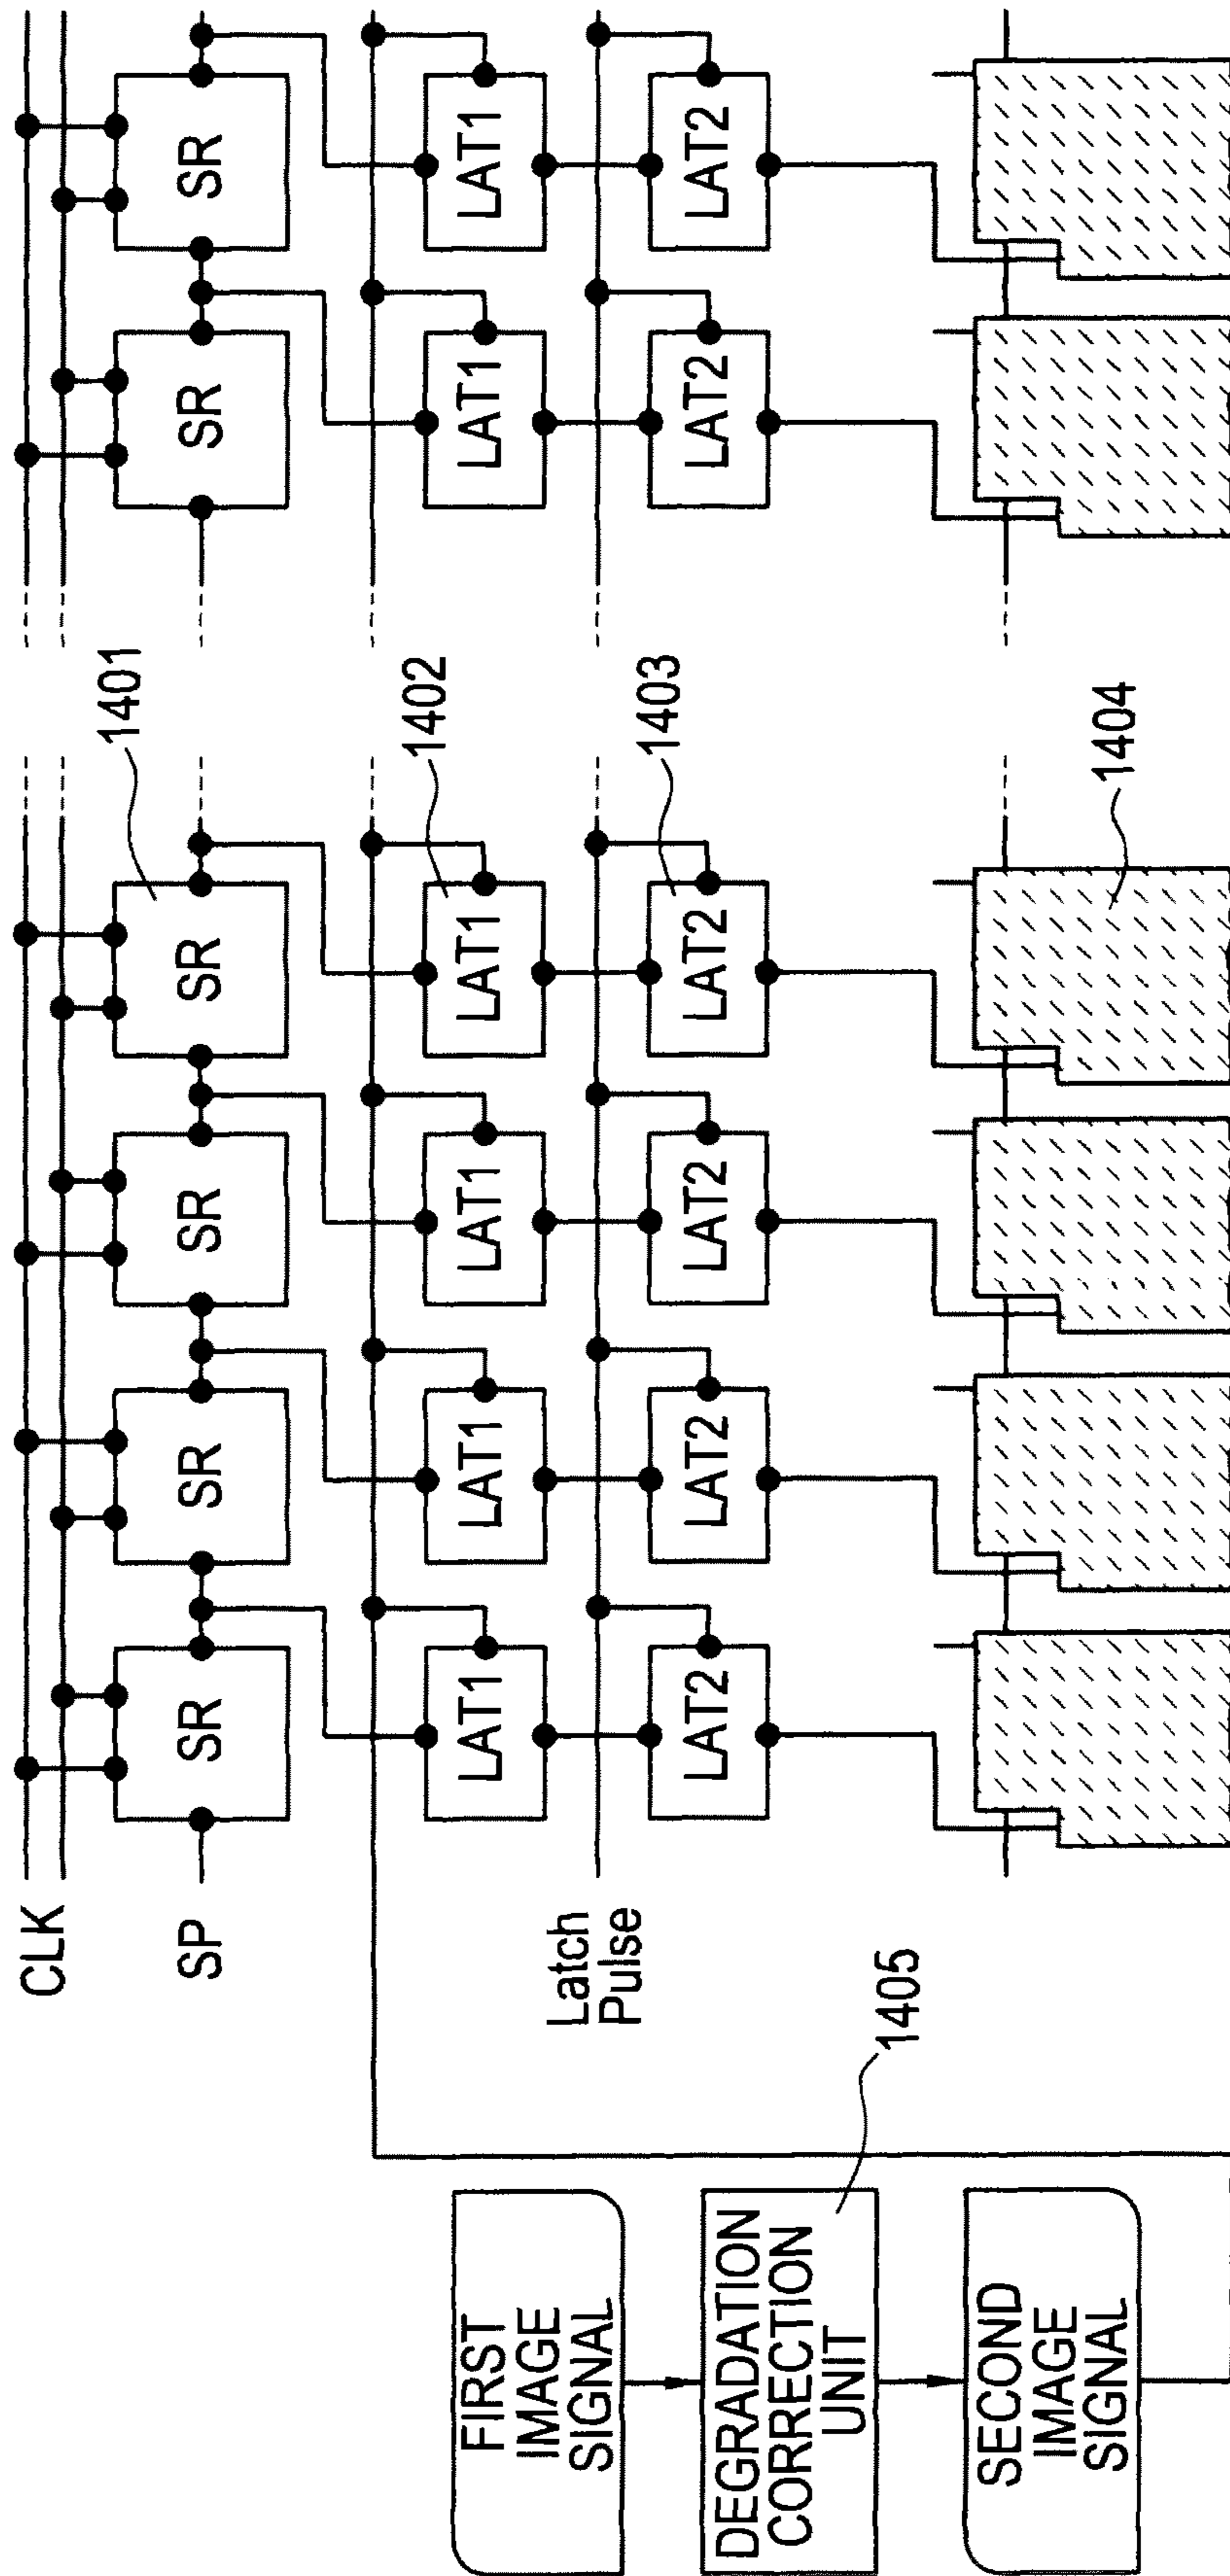 CLK
SP
SR
SR
SR
SR
SR
SR
1401
LAT1
LAT1
LAT1
LAT1
LAT1
LAT1
1402
Latch
Pulse
LAT2
LAT2
LAT2
LAT2
LAT2
LAT2
1403
1404
FIRST
IMAGE
SIGNAL
DEGRADATION
CORRECTION
UNIT
1405
SECOND
IMAGE
SIGNAL